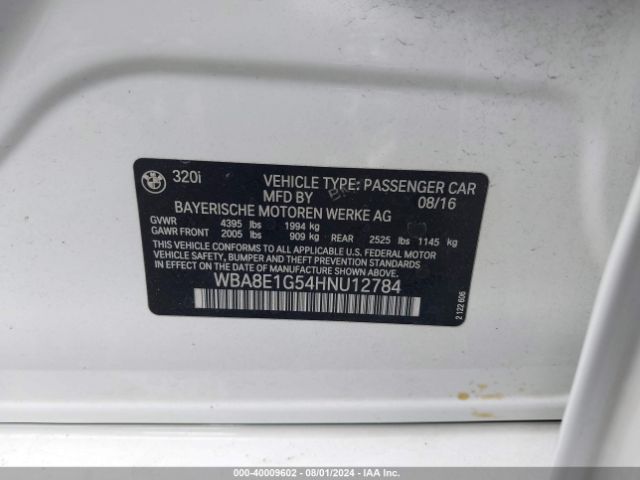 320i VEHICLE TYPE: PASSENGER CAR
MFD BY 08/16
BAYERISCHE MOTOREN WERKE AG
GVWR 4395 lbs 1994 kg
GAWR FRONT 2005 lbs 909 kg REAR 2525 lbs 1145 kg
THIS VEHICLE CONFORMS TO ALL APPLICABLE U.S. FEDERAL MOTOR
VEHICLE SAFETY, BUMPER AND THEFT PREVENTION STANDARDS
IN EFFECT ON THE DATE OF MANUFACTURE SHOWN ABOVE.
WBA8E1G54HNU12784
2 122 606
000-40009602 - 08/01/2024 - IAA Inc.